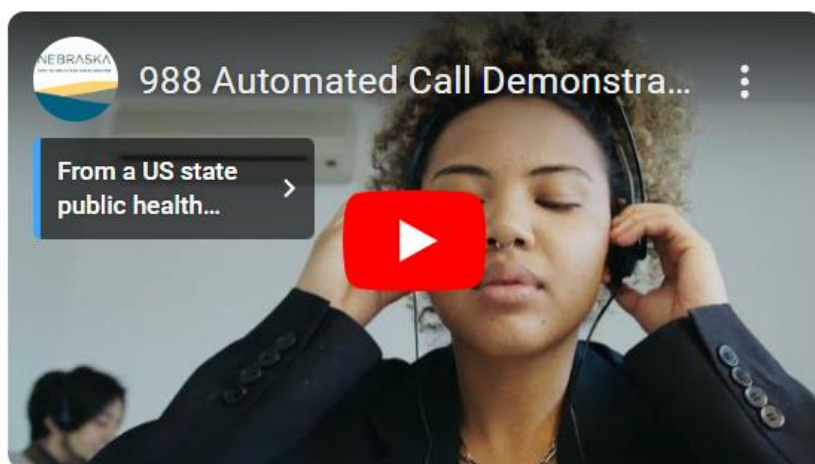 NEBRASKA
988 Automated Call Demonstra...
From a US state
public health...